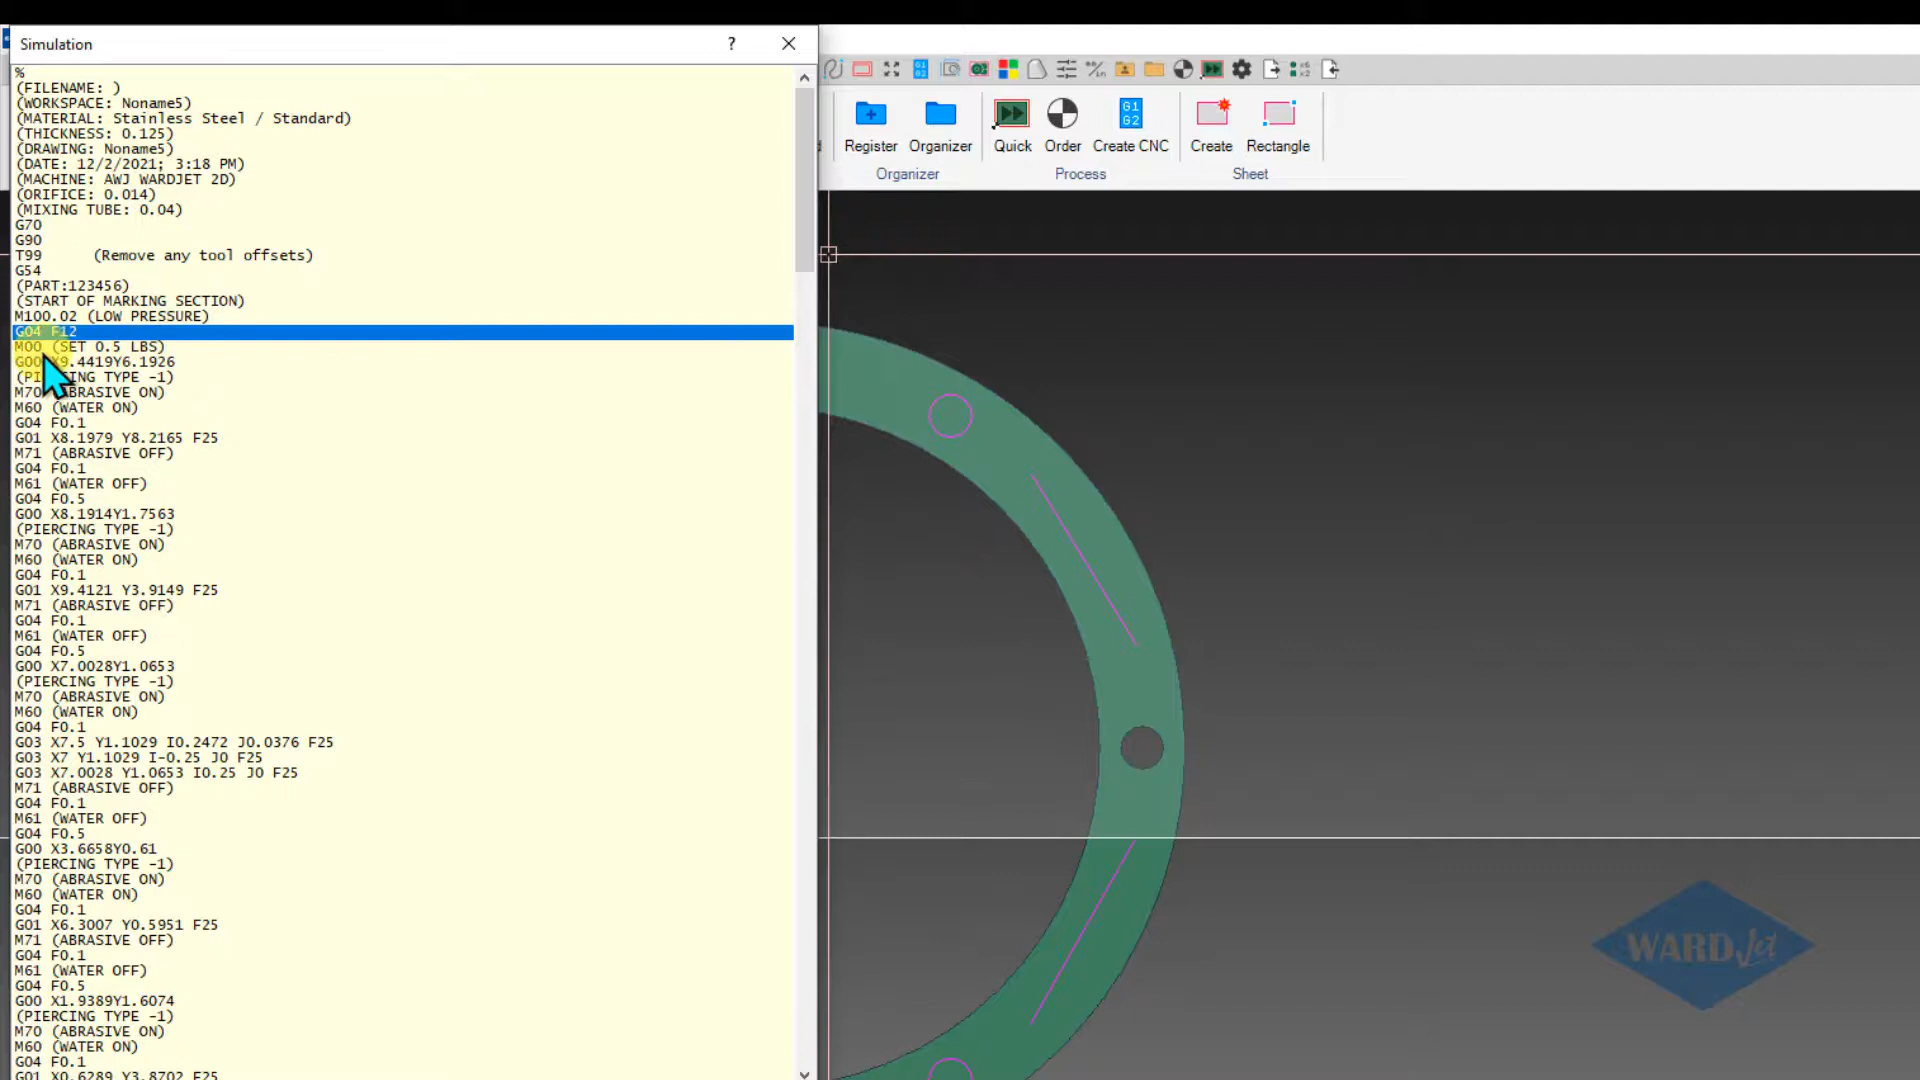 Simulation
?
%
(FILENAME: )
(WORKSPACE: Noname5)
(MATERIAL: Stainless Steel / Standard)
(THICKNESS: 0.125)
(DRAWING: Noname5)
(DATE: 12/2/2021; 3:18 PM)
(MACHINE: AWJ WARDJET 2D)
(ORIFICE: 0.014)
(MIXING TUBE: 0.04)
G70
G90
T99 (Remove any tool offsets)
G54
(PART:123456)
(START OF MARKING SECTION)
M100.02 (LOW PRESSURE)
G04 F12
M00 (SET 0.5 LBS)
G00 X9.4419Y6.1926
TYPE -1)
M70 ON)
M60 (WATER ON)
G04 F0.1
G01 X8.1979 Y8.2165 F25
M71 (ABRASIVE OFF)
G04 F0.1
M61 (WATER OFF)
G04 F0.5
G00 X8.1914Y1.7563
(PIERCING TYPE -1)
M70 (ABRASIVE ON)
M60 (WATER ON)
G04 F0.1
G01 X9.4121 Y3.9149 F25
M71 (ABRASIVE OFF)
G04 F0.1
M61 (WATER OFF)
G04 F0.5
G00 X7.0028Y1.0653
(PIERCING TYPE -1)
M70 (ABRASIVE ON)
M60 (WATER ON)
G04 F0.1
G03 X7.5 Y1.1029 I0.2472 J0.0376 F25
G03 X7 Y1.1029 I-0.25 J0 F25
G03 X7.0028 Y1.0653 I0.25 J0 F25
M71 (ABRASIVE OFF)
G04 F0.1
M61 (WATER OFF)
G04 F0.5
G00 X3.6658Y0.61
(PIERCING TYPE -1)
M70 (ABRASIVE ON)
M60 (WATER ON)
G04 F0.1
G01 X6.3007 Y0.5951 F25
M71 (ABRASIVE OFF)
G04 F0.1
M61 (WATER OFF)
G04 F0.5
G00 X1.9389Y1.6074
(PIERCING TYPE -1)
M70 (ABRASIVE ON)
M60 (WATER ON)
G04 F0.1
G01 X0.6289 Y3.8702 F25
G1
G2
Register
Organizer
Quick
Order
Create CNC
Create
Rectangle
Organizer
Process
Sheet
WARDJet